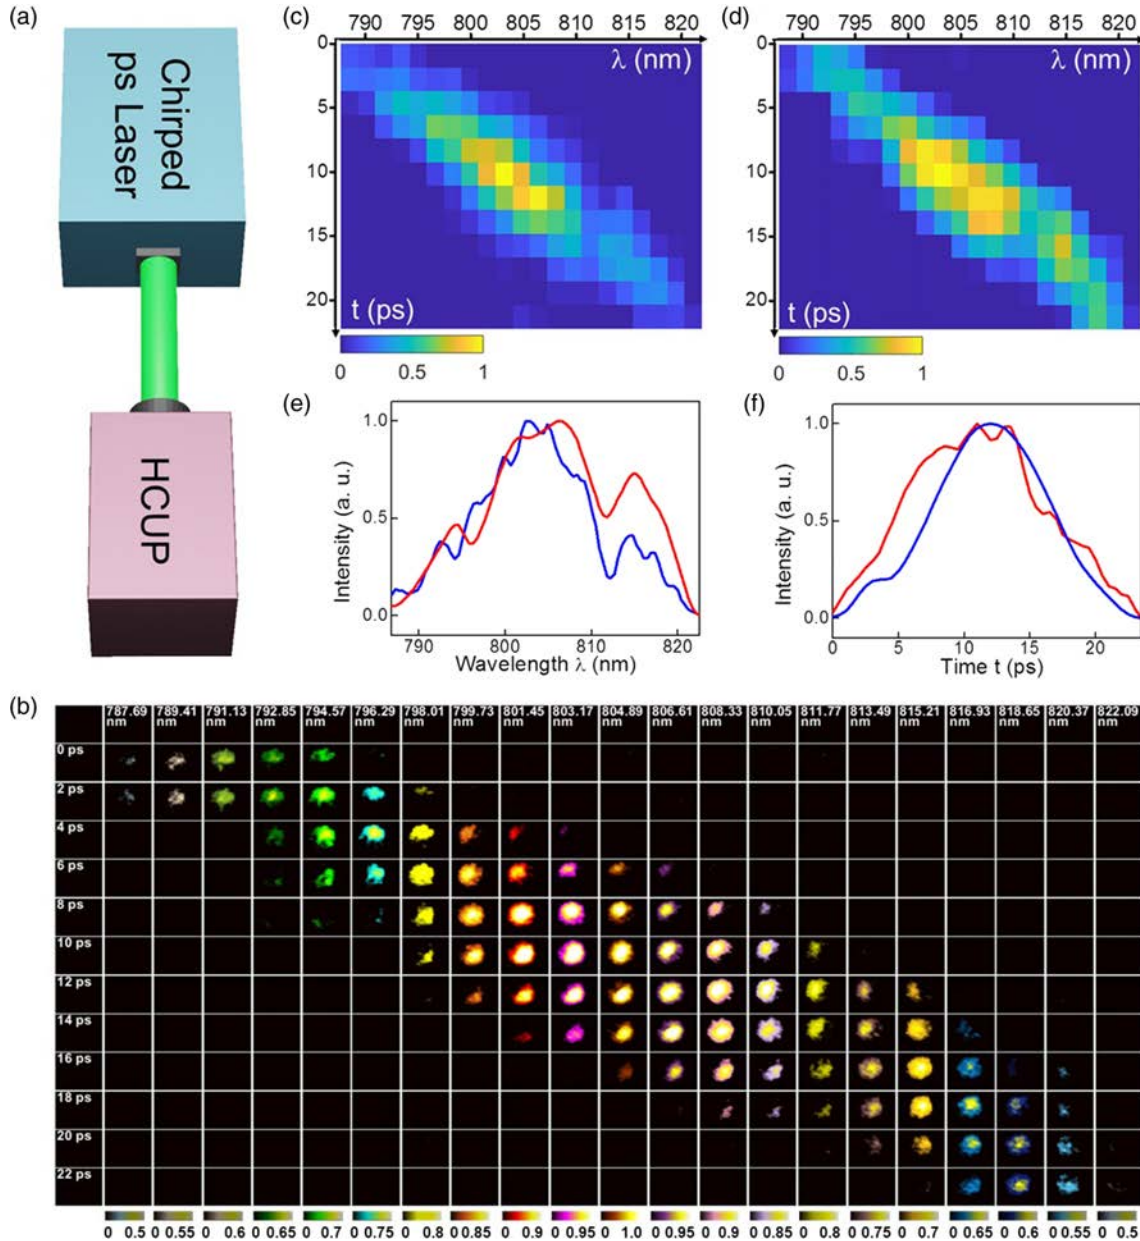 (a)
Chirped
ps Laser
HCUP
(c)
790 795 800 805 810 815 820
λ (nm)
0
5
10
15
20
t (ps)
0 0.5 1
(d)
790 795 800 805 810 815 820
λ (nm)
0
5
10
15
20
t (ps)
0 0.5 1
(e)
Intensity (a. u.)
1.0
0.5
0.0
790 800 810 820
Wavelength λ (nm)
(f)
Intensity (a. u.)
1.0
0.5
0.0
0 5 10 15 20
Time t (ps)
(b)
787.69 nm 789.41 nm 791.13 nm 792.85 nm 794.57 nm 796.29 nm 798.01 nm 799.73 nm 801.45 nm 803.17 nm 804.89 nm 806.61 nm 808.33 nm 810.05 nm 811.77 nm 813.49 nm 815.21 nm 816.93 nm 818.65 nm 820.37 nm 822.09 nm
0 ps
2 ps
4 ps
6 ps
8 ps
10 ps
12 ps
14 ps
16 ps
18 ps
20 ps
22 ps
0 0.5 0 0.55 0 0.6 0 0.65 0 0.7 0 0.75 0 0.8 0 0.85 0 0.9 0 0.95 0 1.0 0 0.95 0 0.9 0 0.85 0 0.8 0 0.75 0 0.7 0 0.65 0 0.6 0 0.55 0 0.5